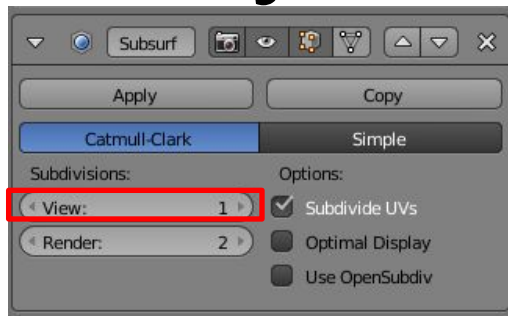 Subsurf
Apply Copy
Catmull-Clark Simple
Subdivisions: Options:
View: 1 Subdivide UVs
Render: 2 Optimal Display
Use OpenSubdiv